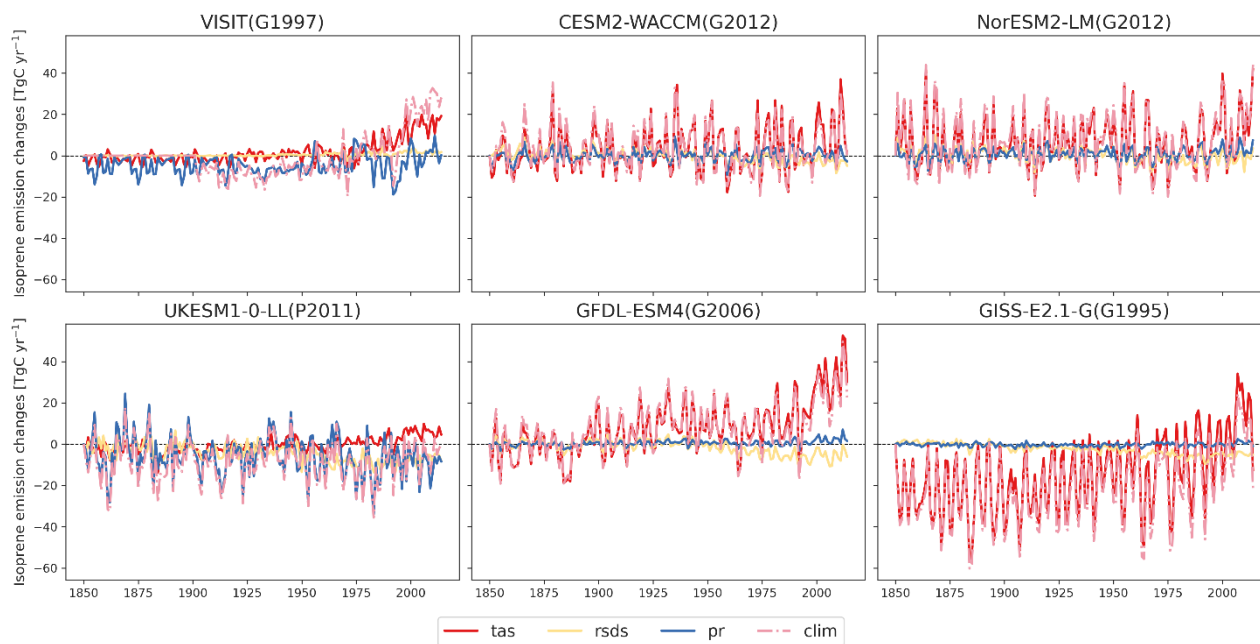 VISIT(G1997) CESM2-WACCM(G2012) NorESM2-LM(G2012)
Isoprene emission changes [TgC yr⁻¹]
40
20
0
−20
−40
−60
UKESM1-0-LL(P2011) GFDL-ESM4(G2006) GISS-E2.1-G(G1995)
Isoprene emission changes [TgC yr⁻¹]
40
20
0
−20
−40
−60
1850 1875 1900 1925 1950 1975 2000 1850 1875 1900 1925 1950 1975 2000 1850 1875 1900 1925 1950 1975 2000
tas rsds pr clim